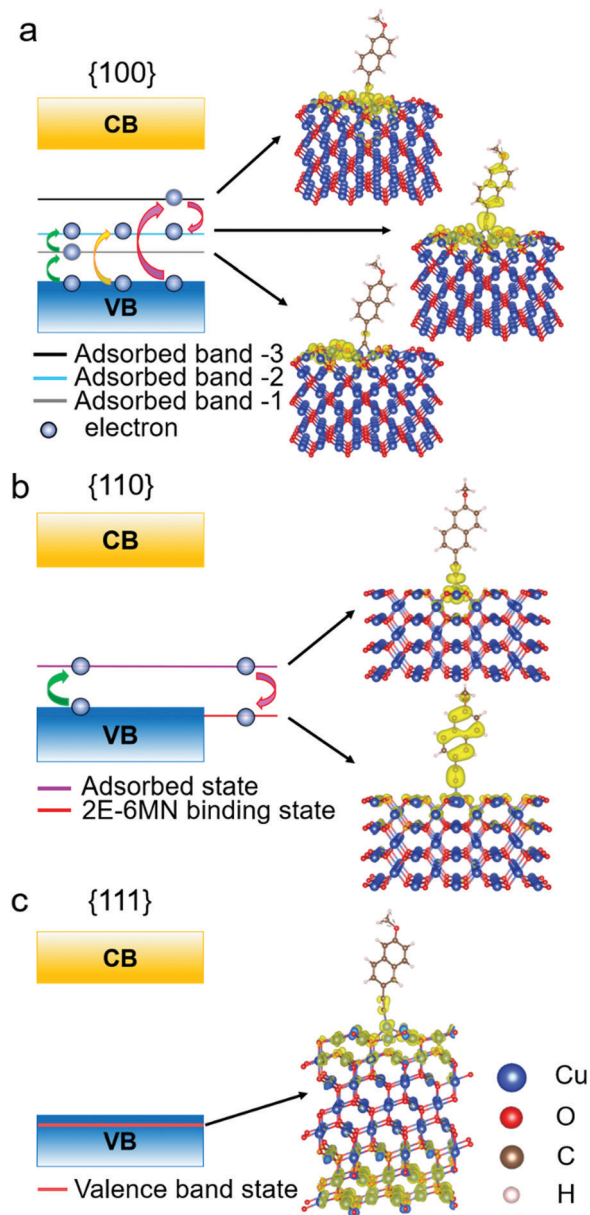 a
{100}
CB
VB
Adsorbed band -3
Adsorbed band -2
Adsorbed band -1
electron
b
{110}
CB
VB
Adsorbed state
2E-6MN binding state
c
{111}
CB
VB
Valence band state
Cu
O
C
H